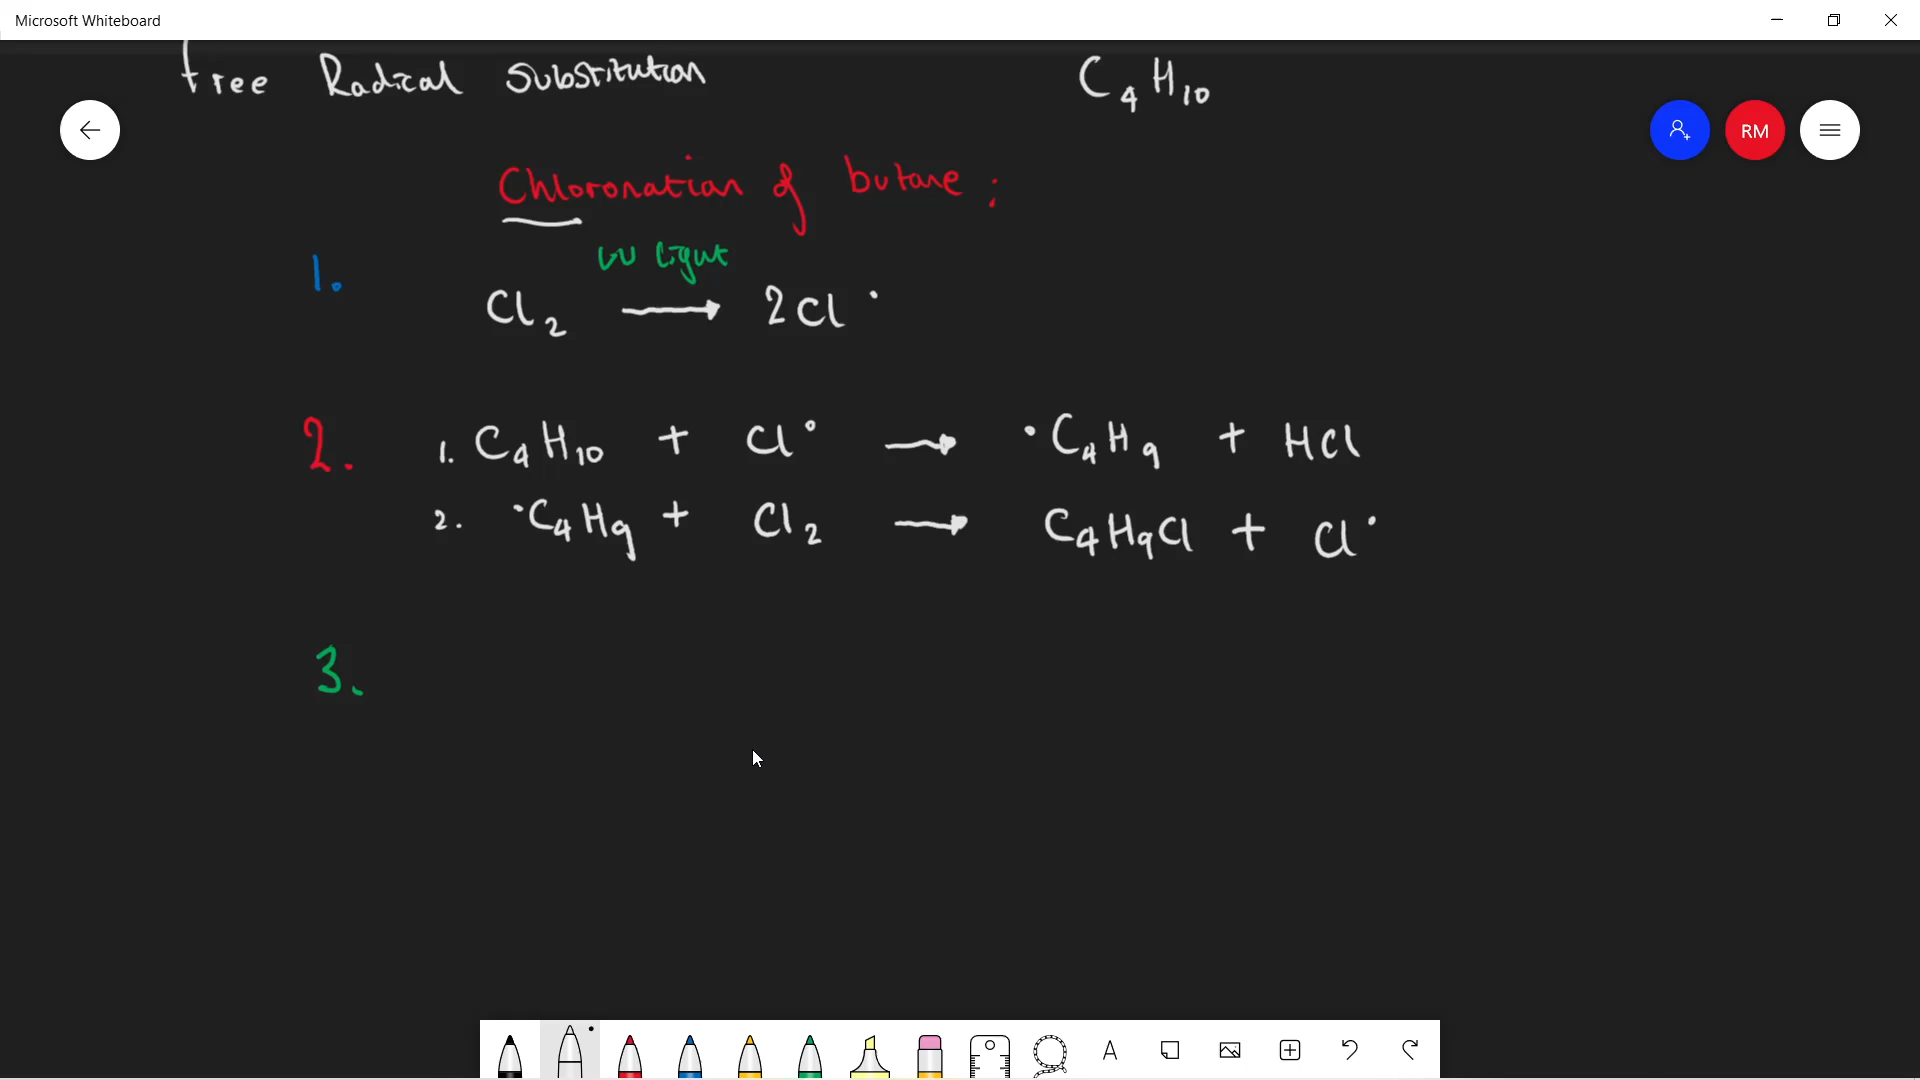 Microsoft Whiteboard
Free Radical Substitution C₄H₁₀
RM
Chloronation of butane ;
UV light
1.
Cl₂ ⟶ 2Cl •
2. 1. C₄H₁₀ + Cl• ⟶ •C₄H₉ + HCl
2. •C₄H₉ + Cl₂ ⟶ C₄H₉Cl + Cl•
3.
A